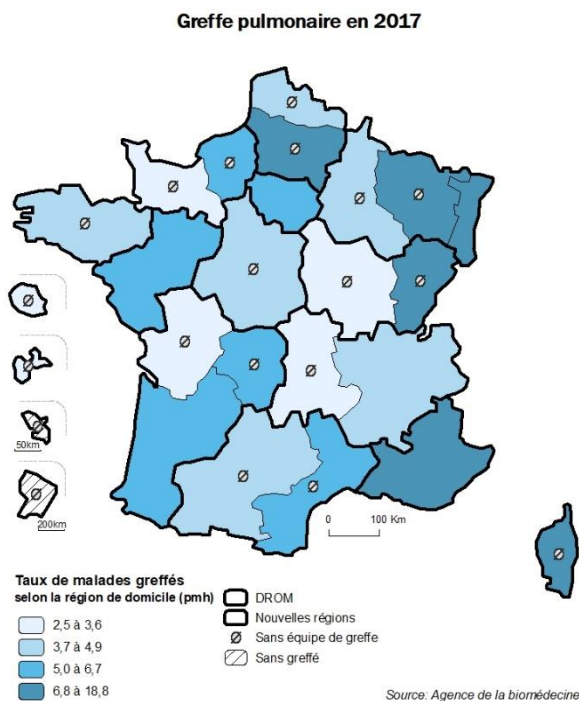 Greffe pulmonaire en 2017
50km
200km
0 100 Km
Taux de malades greffés
selon la région de domicile (pmh)
2,5 à 3,6
3,7 à 4,9
5,0 à 6,7
6,8 à 18,8
DROM
Nouvelles régions
Sans équipe de greffe
Sans greffé
Source: Agence de la biomédecine